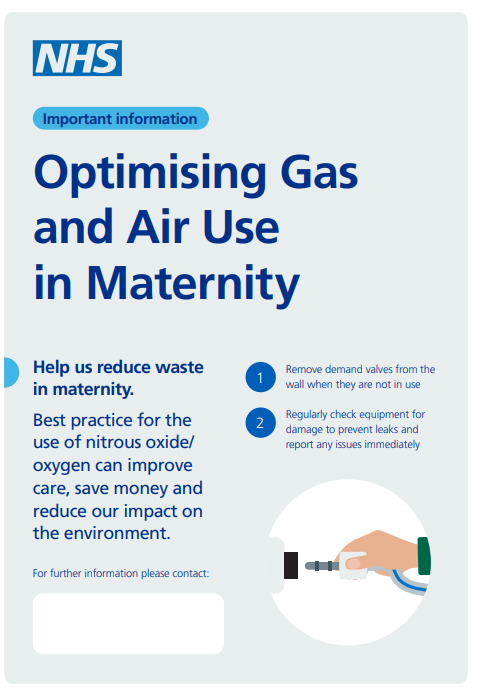 NHS
Important information
Optimising Gas
and Air Use
in Maternity
Help us reduce waste
in maternity.
Best practice for the
use of nitrous oxide/
oxygen can improve
care, save money and
reduce our impact on
the environment.
For further information please contact:
1
Remove demand valves from the
wall when they are not in use
2
Regularly check equipment for
damage to prevent leaks and
report any issues immediately